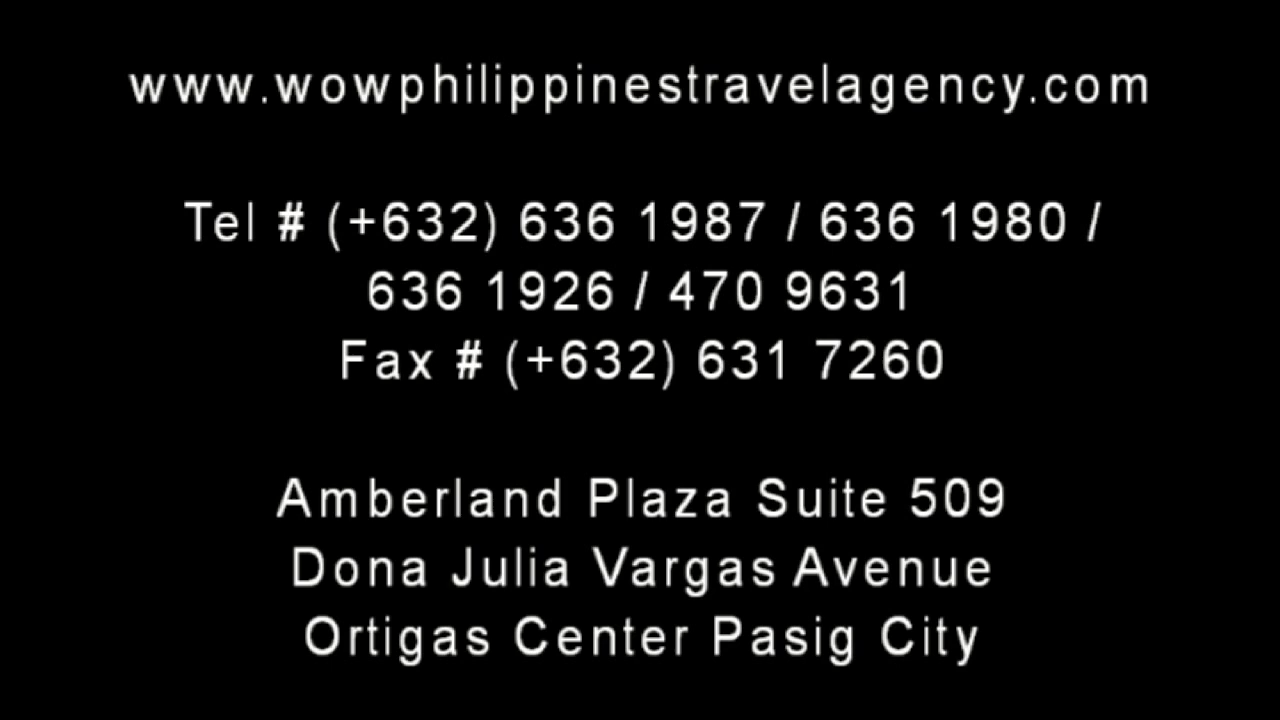 www.wowphilippinestravelagency.com
Tel # (+632) 636 1987 / 636 1980 /
636 1926 / 470 9631
Fax # (+632) 631 7260
Amberland Plaza Suite 509
Dona Julia Vargas Avenue
Ortigas Center Pasig City